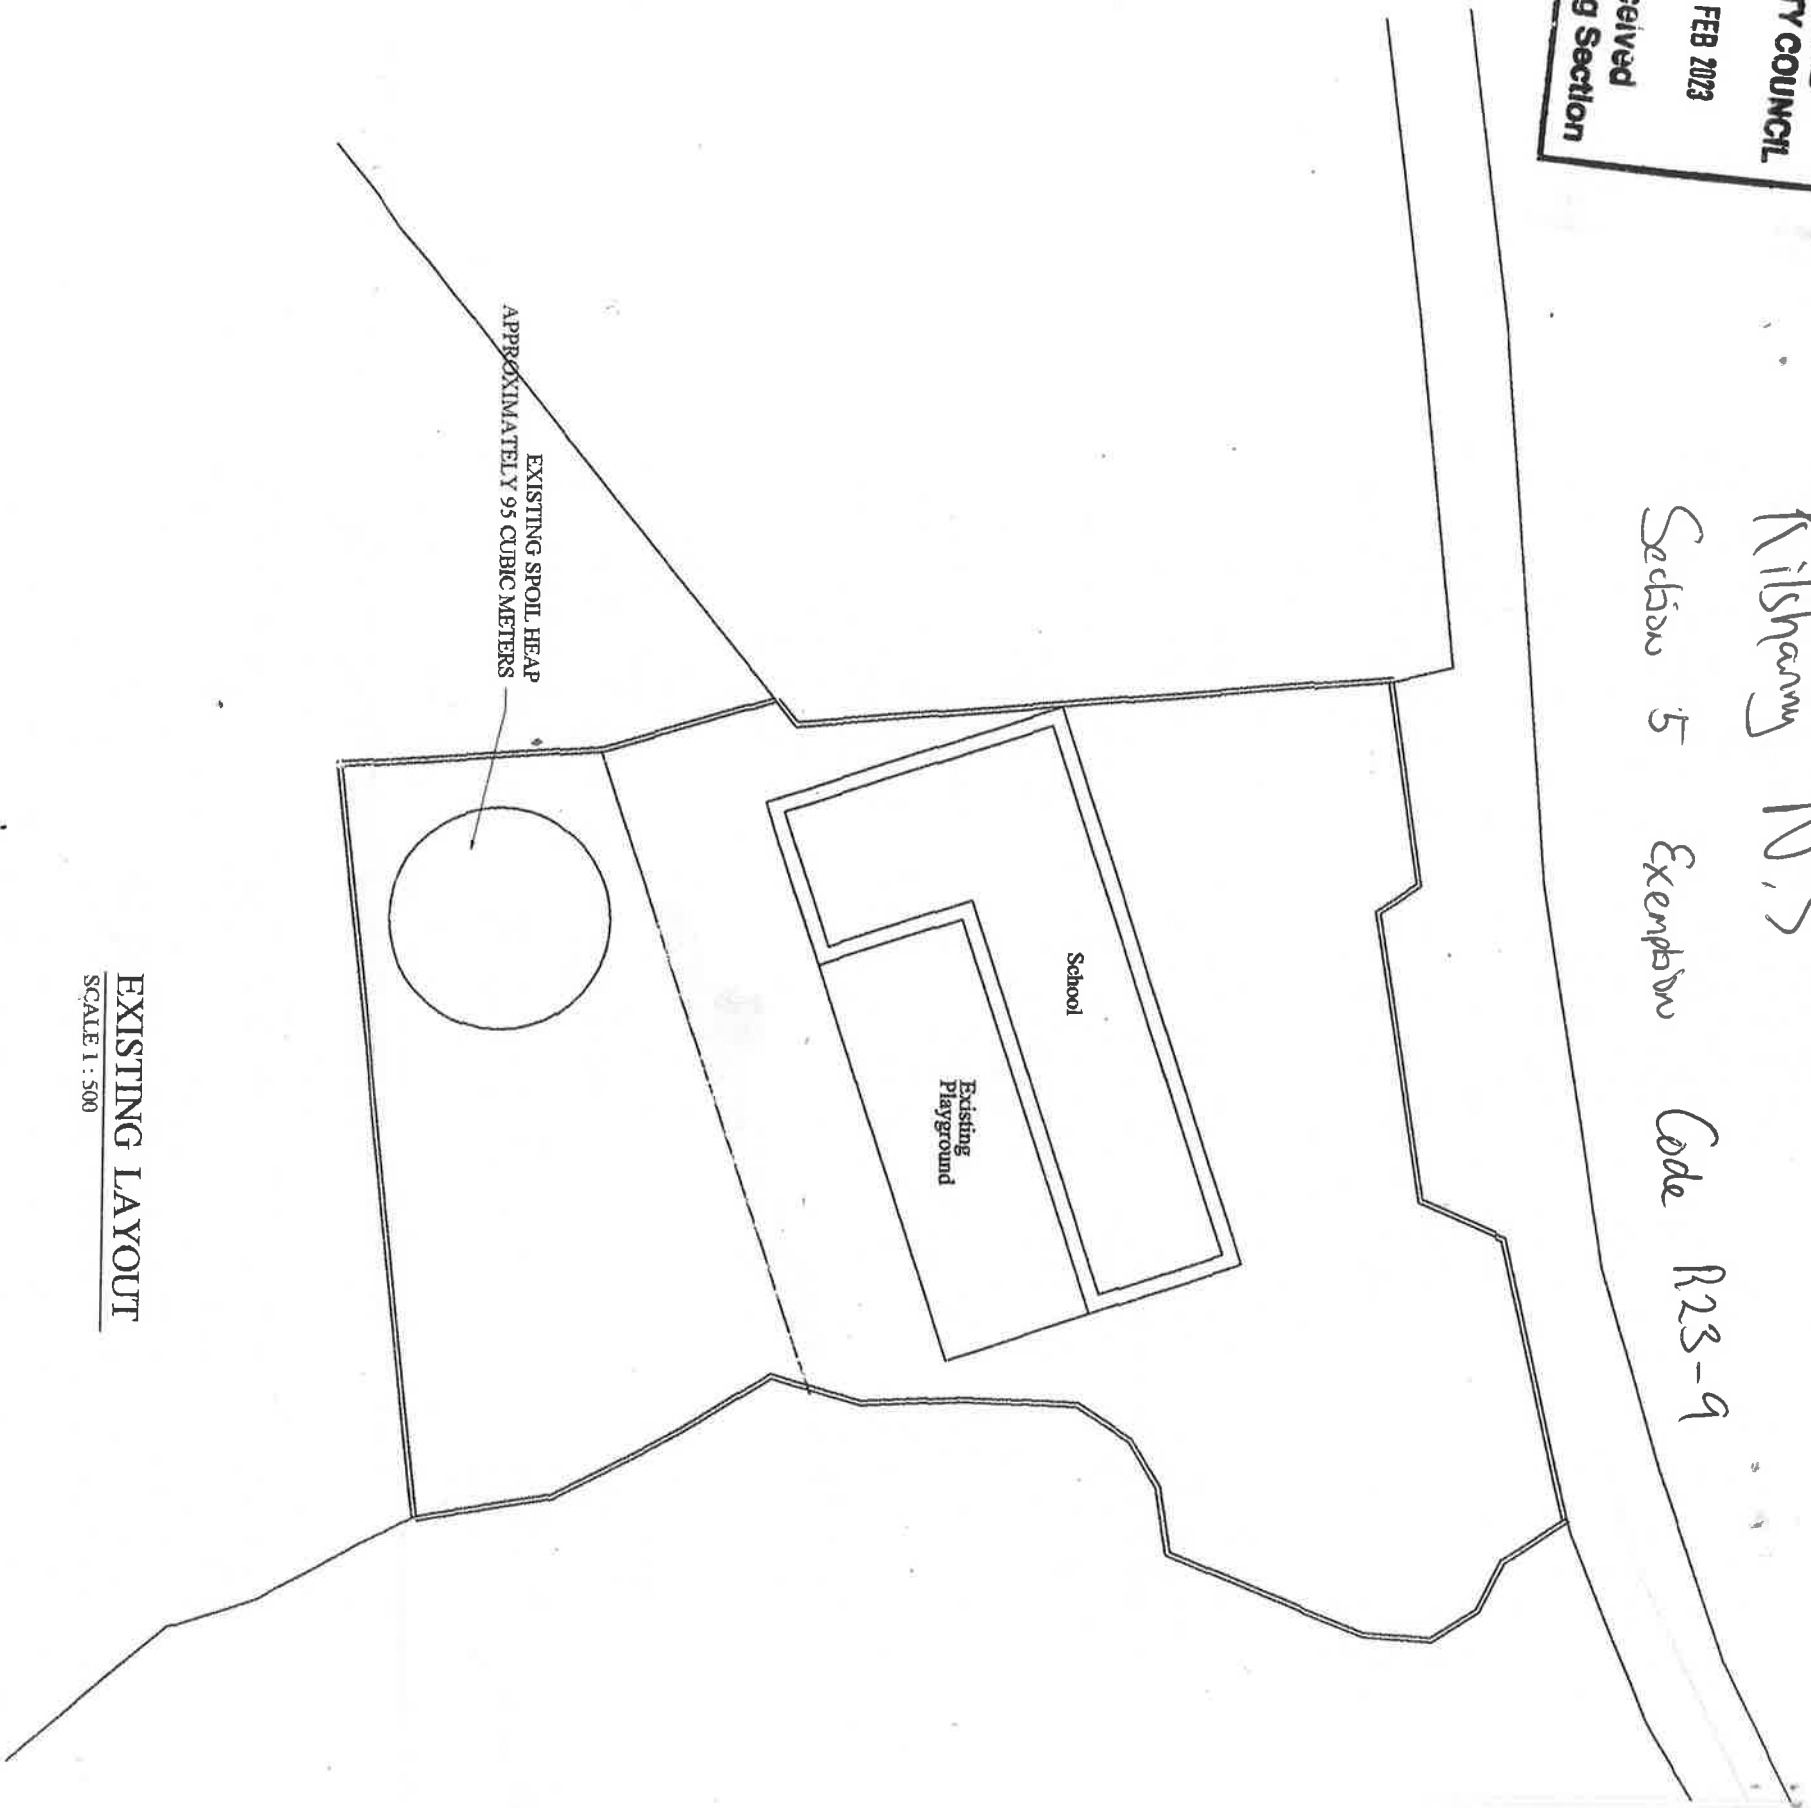 TY COUNCIL
FEB 2023
ceived
g Section
Kilshanny N.S
Section 5 Exemption Code R23-9
School
Existing
Playground
EXISTING SPOIL HEAP
APPROXIMATELY 95 CUBIC METERS
EXISTING LAYOUT
SCALE 1 : 500